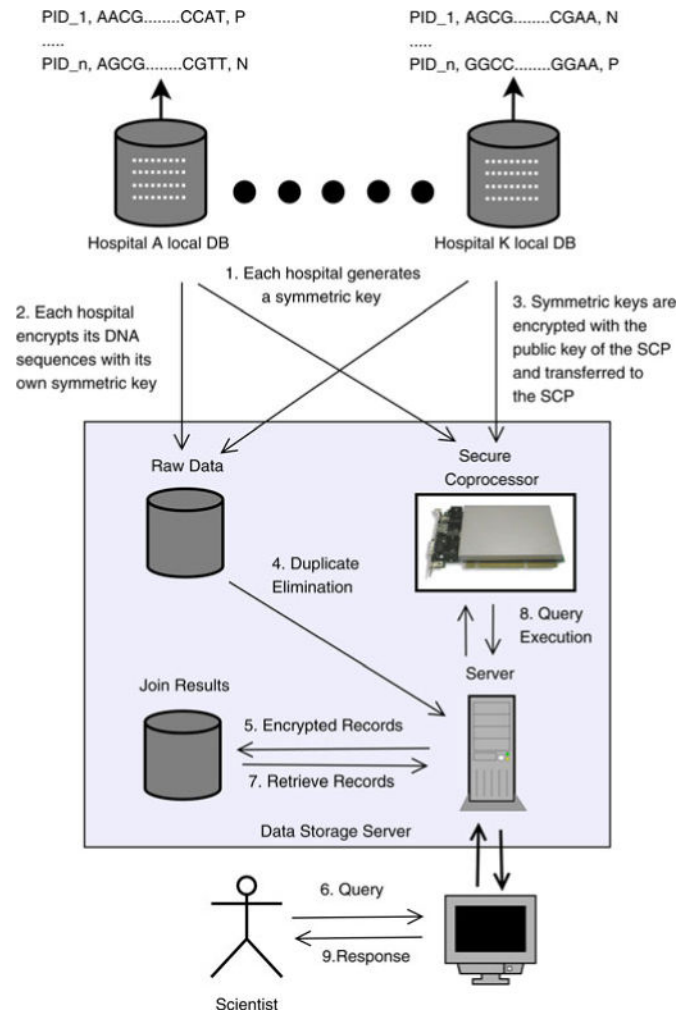 PID_1, AACG........CCAT, P
.....
PID_n, AGCG........CGTT, N
PID_1, AGCG........CGAA, N
.....
PID_n, GGCC........GGAA, P
Hospital A local DB
Hospital K local DB
1. Each hospital generates
a symmetric key
2. Each hospital
encrypts its DNA
sequences with its
own symmetric key
3. Symmetric keys are
encrypted with the
public key of the SCP
and transferred to
the SCP
Raw Data
Secure
Coprocessor
4. Duplicate
Elimination
8. Query
Execution
Server
Join Results
5. Encrypted Records
7. Retrieve Records
Data Storage Server
6. Query
9.Response
Scientist